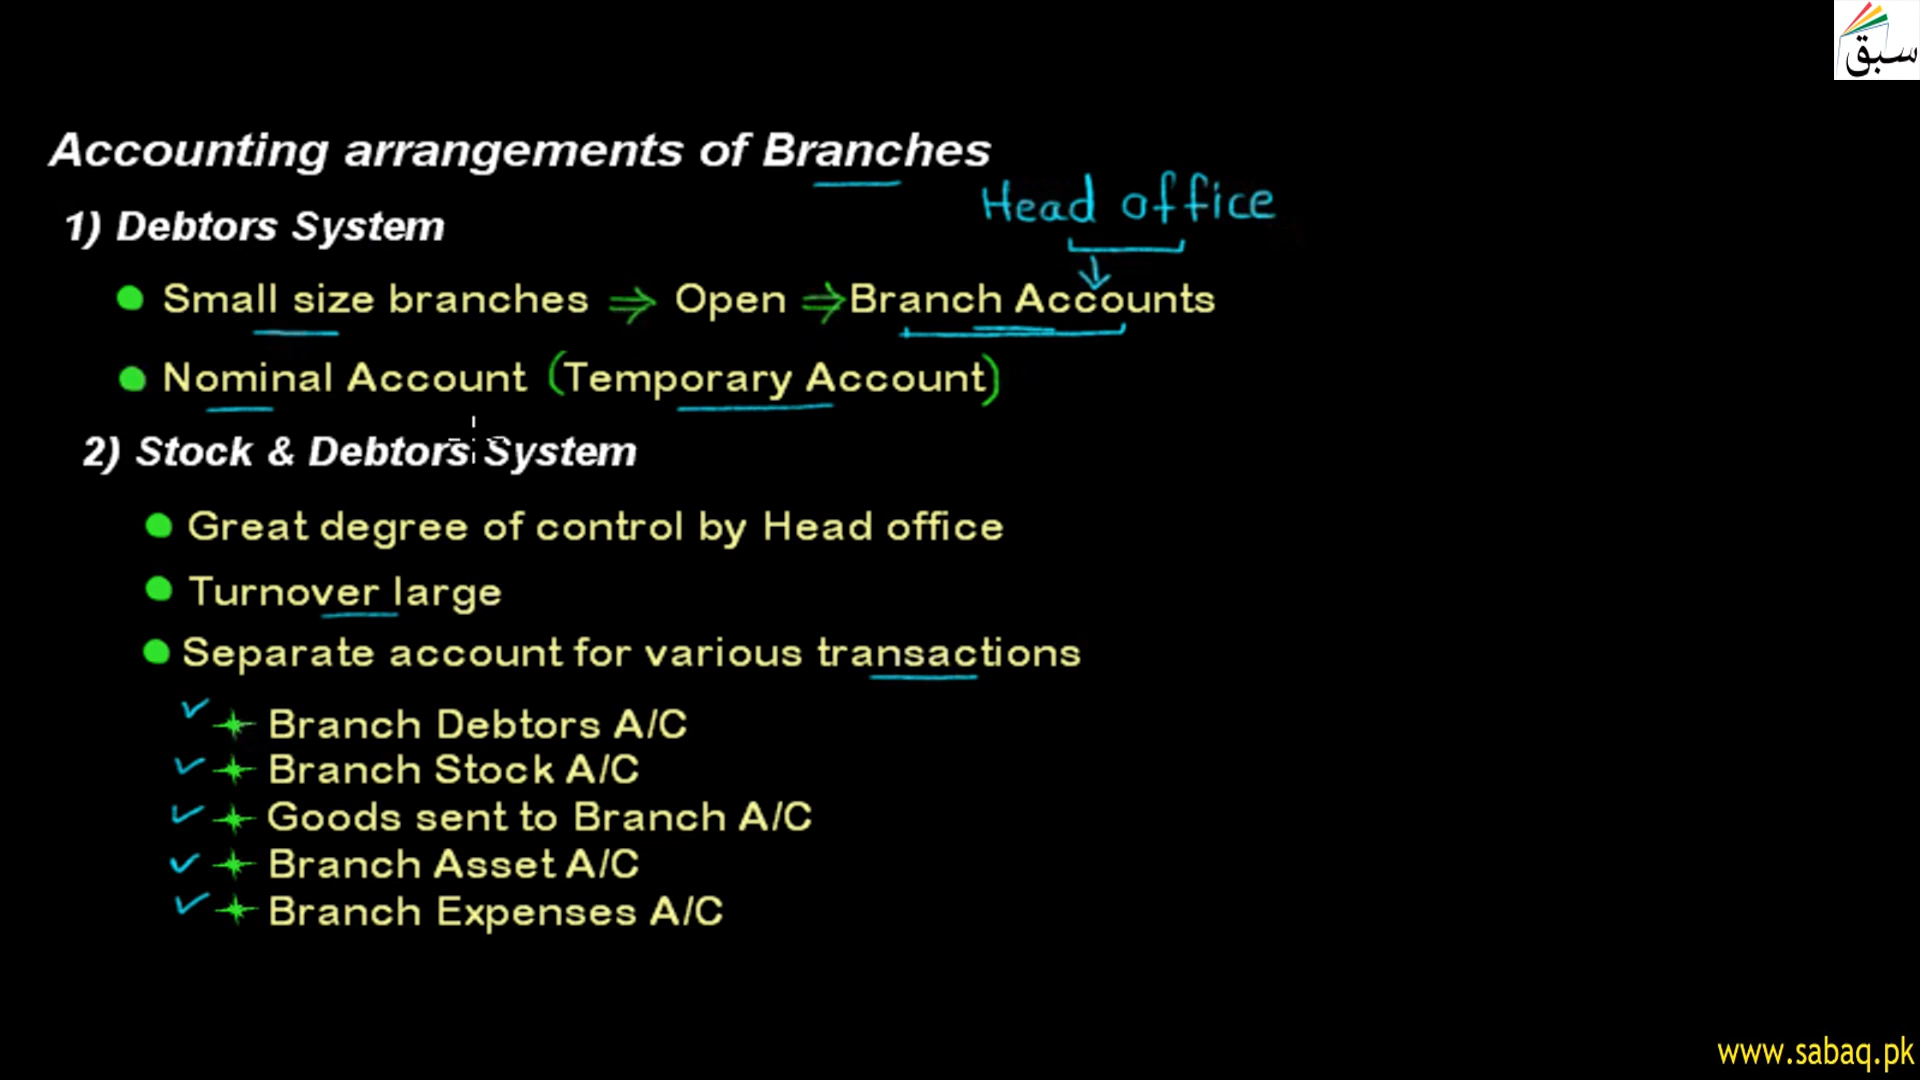 سبق
Accounting arrangements of Branches
Head office
1) Debtors System
Small size branches ⇒ Open ⇒ Branch Accounts
Nominal Account (Temporary Account)
2) Stock & Debtors System
Great degree of control by Head office
Turnover large
Separate account for various transactions
Branch Debtors A/C
Branch Stock A/C
Goods sent to Branch A/C
Branch Asset A/C
Branch Expenses A/C
www.sabaq.pk